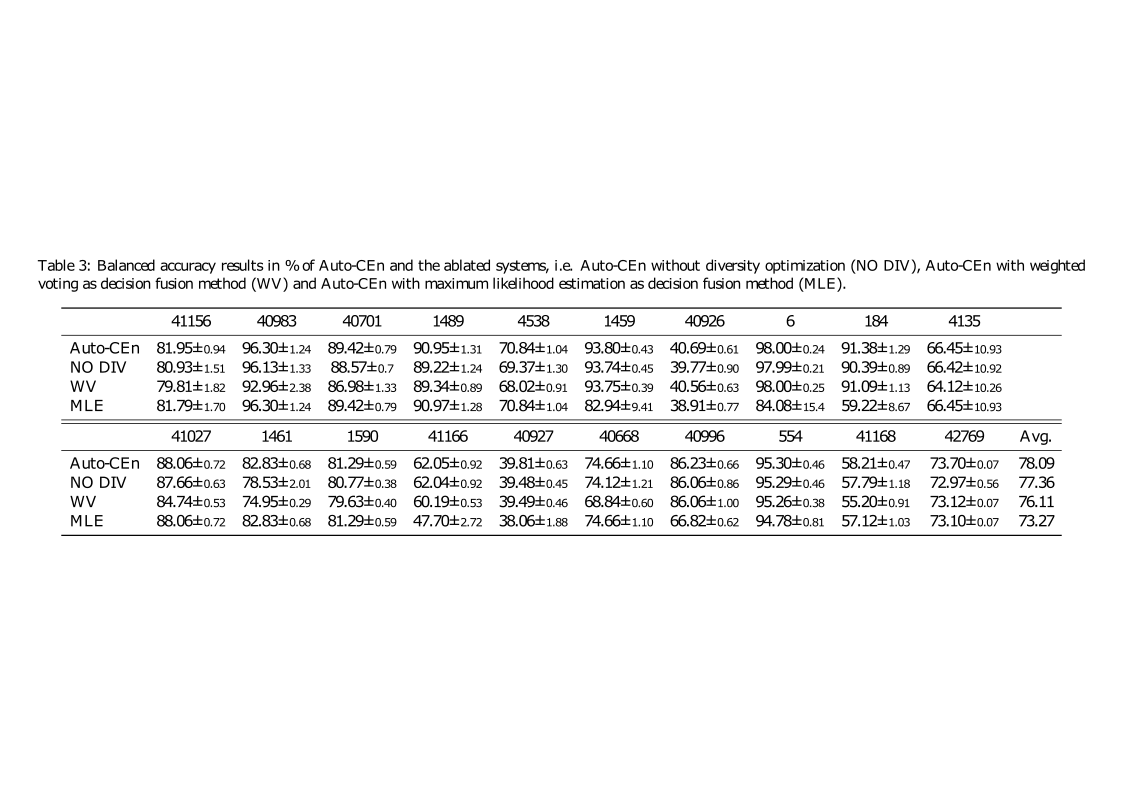 Table 3: Balanced accuracy results in % of Auto-CEn and the ablated systems, i.e. Auto-CEn without diversity optimization (NO DIV), Auto-CEn with weighted
voting as decision fusion method (WV) and Auto-CEn with maximum likelihood estimation as decision fusion method (MLE).
41156 40983 40701 1489 4538 1459 40926 6 184 4135
Auto-CEn 81.95±0.94 96.30±1.24 89.42±0.79 90.95±1.31 70.84±1.04 93.80±0.43 40.69±0.61 98.00±0.24 91.38±1.29 66.45±10.93
NO DIV 80.93±1.51 96.13±1.33 88.57±0.7 89.22±1.24 69.37±1.30 93.74±0.45 39.77±0.90 97.99±0.21 90.39±0.89 66.42±10.92
WV 79.81±1.82 92.96±2.38 86.98±1.33 89.34±0.89 68.02±0.91 93.75±0.39 40.56±0.63 98.00±0.25 91.09±1.13 64.12±10.26
MLE 81.79±1.70 96.30±1.24 89.42±0.79 90.97±1.28 70.84±1.04 82.94±9.41 38.91±0.77 84.08±15.4 59.22±8.67 66.45±10.93
41027 1461 1590 41166 40927 40668 40996 554 41168 42769 Avg.
Auto-CEn 88.06±0.72 82.83±0.68 81.29±0.59 62.05±0.92 39.81±0.63 74.66±1.10 86.23±0.66 95.30±0.46 58.21±0.47 73.70±0.07 78.09
NO DIV 87.66±0.63 78.53±2.01 80.77±0.38 62.04±0.92 39.48±0.45 74.12±1.21 86.06±0.86 95.29±0.46 57.79±1.18 72.97±0.56 77.36
WV 84.74±0.53 74.95±0.29 79.63±0.40 60.19±0.53 39.49±0.46 68.84±0.60 86.06±1.00 95.26±0.38 55.20±0.91 73.12±0.07 76.11
MLE 88.06±0.72 82.83±0.68 81.29±0.59 47.70±2.72 38.06±1.88 74.66±1.10 66.82±0.62 94.78±0.81 57.12±1.03 73.10±0.07 73.27